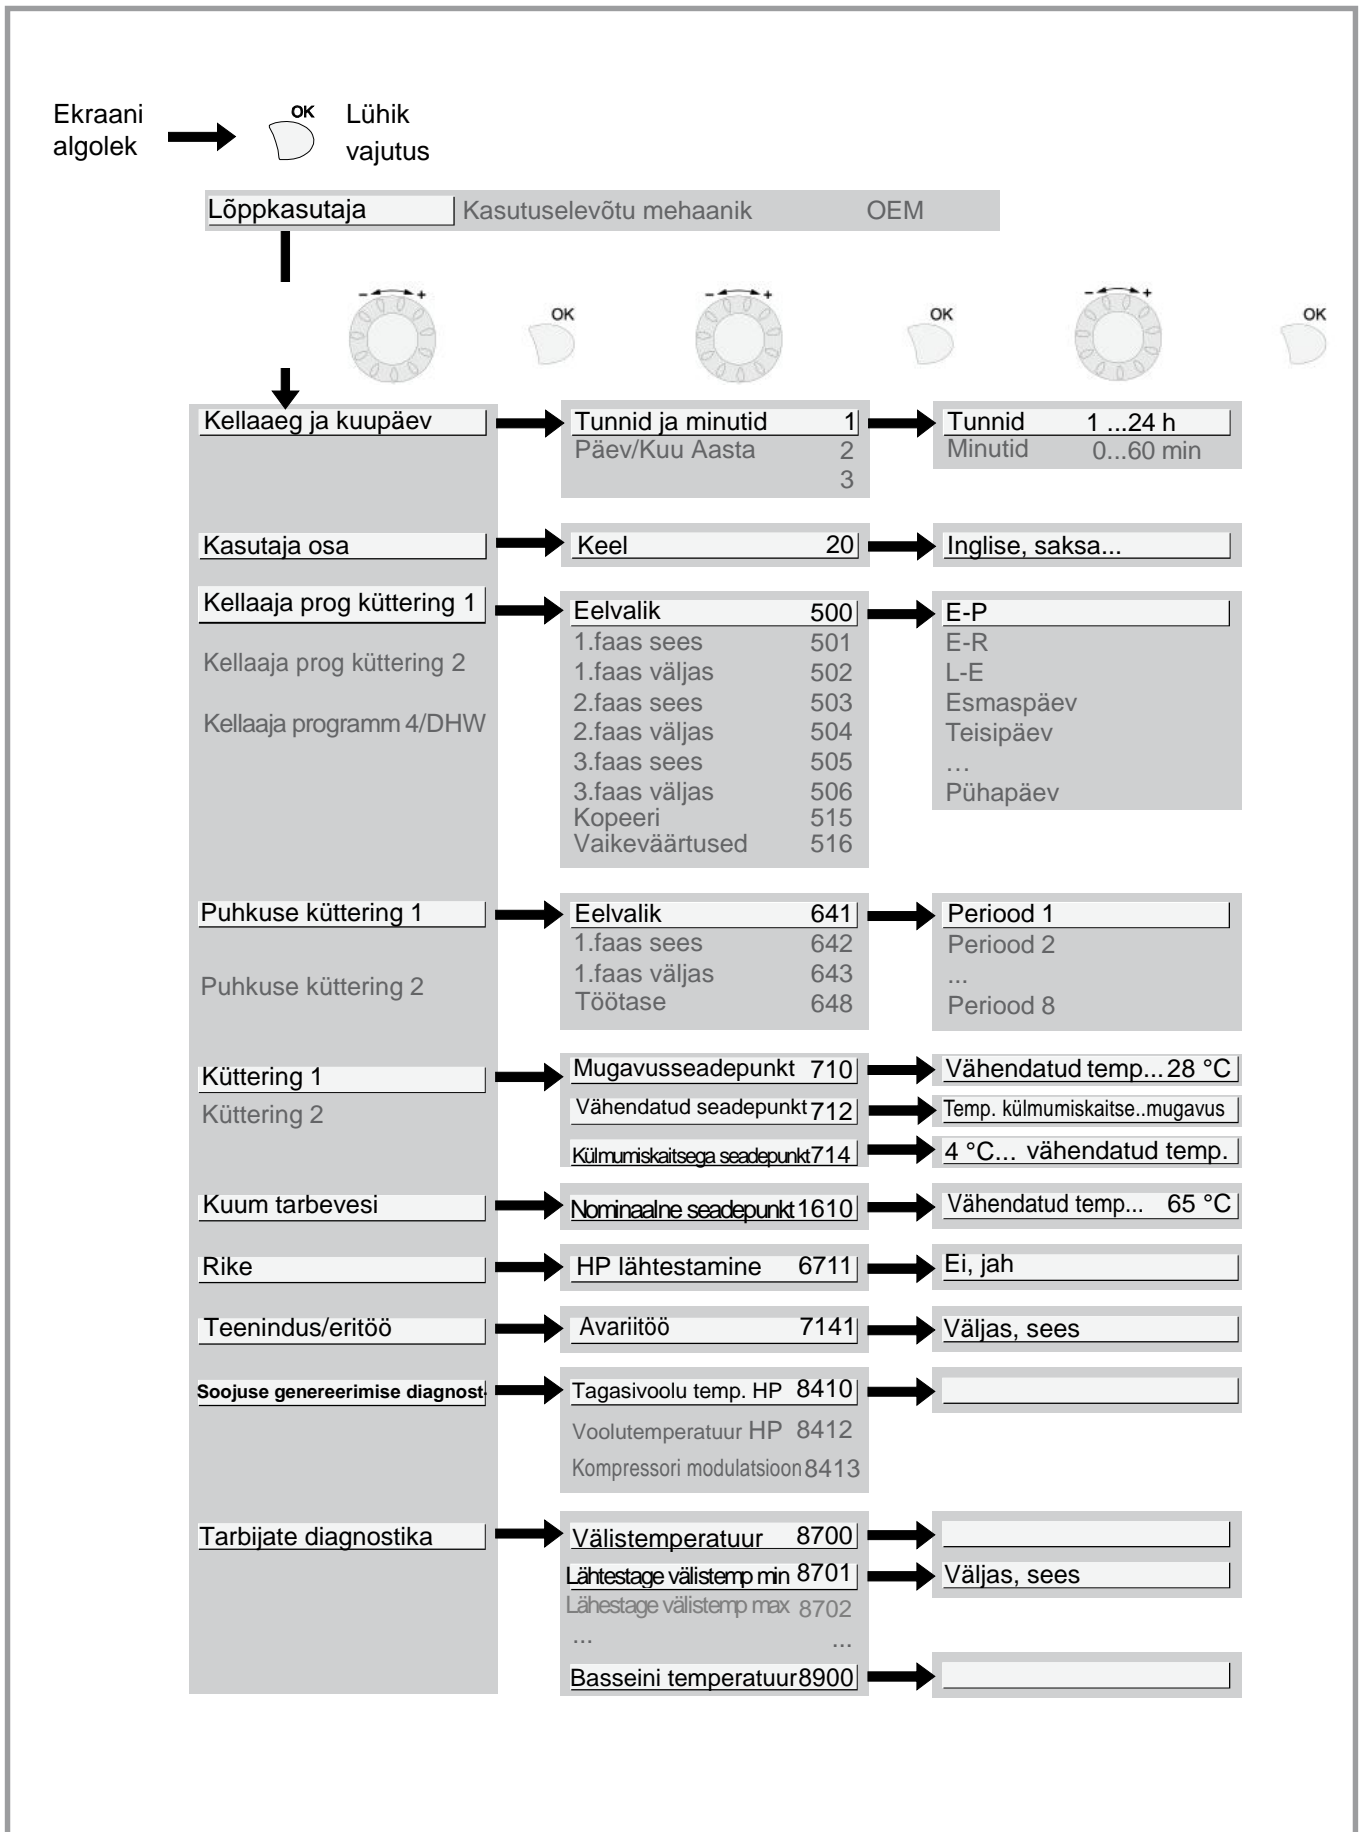 Ekraani
algolek
OK
Lühik
vajutus
Lõppkasutaja Kasutuselevõtu mehaanik OEM
- + OK - + OK - + OK
Kellaaeg ja kuupäev Tunnid ja minutid 1 Tunnid 1 ...24 h
Päev/Kuu Aasta 2 Minutid 0...60 min
3
Kasutaja osa Keel 20 Inglise, saksa...
Kellaaja prog küttering 1 Eelvalik 500 E-P
1.faas sees 501 E-R
Kellaaja prog küttering 2 1.faas väljas 502 L-E
2.faas sees 503 Esmaspäev
Kellaaja programm 4/DHW 2.faas väljas 504 Teisipäev
3.faas sees 505 …
3.faas väljas 506 Pühapäev
Kopeeri 515
Vaikeväärtused 516
Puhkuse küttering 1 Eelvalik 641 Periood 1
1.faas sees 642 Periood 2
Puhkuse küttering 2 1.faas väljas 643 ...
Töötase 648 Periood 8
Küttering 1 Mugavusseadepunkt 710 Vähendatud temp... 28 °C
Küttering 2 Vähendatud seadepunkt 712 Temp. külmumiskaitse..mugavus
Külmumiskaitsega seadepunkt 714 4 °C... vähendatud temp.
Kuum tarbevesi Nominaalne seadepunkt 1610 Vähendatud temp... 65 °C
Rike HP lähtestamine 6711 Ei, jah
Teenindus/eritöö Avariitöö 7141 Väljas, sees
Soojuse genereerimise diagnost- Tagasivoolu temp. HP 8410
Voolutemperatuur HP 8412
Kompressori modulatsioon 8413
Tarbijate diagnostika Välistemperatuur 8700
Lähtestage välistemp min 8701 Väljas, sees
Lähestage välistemp max 8702
... ...
Basseini temperatuur 8900